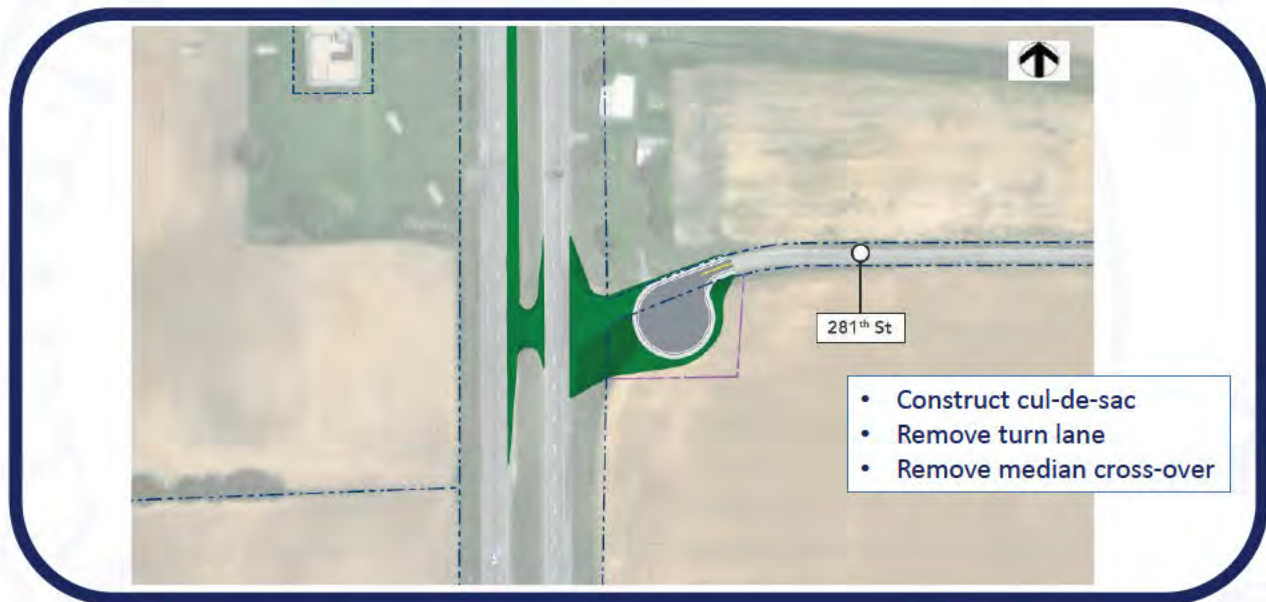 281th St
• Construct cul-de-sac
• Remove turn lane
• Remove median cross-over